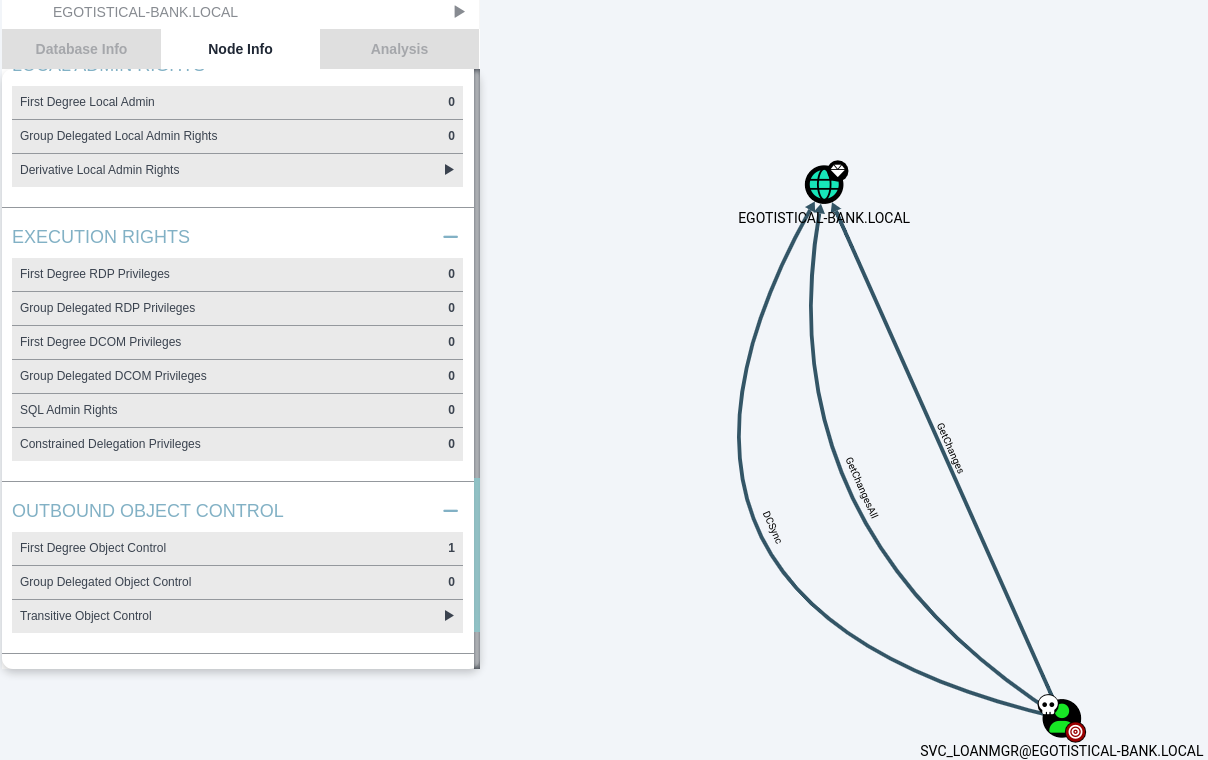 EGOTISTICAL-BANK.LOCAL
Database Info
Node Info
Analysis
LOCAL ADMIN RIGHTS
First Degree Local Admin 0
Group Delegated Local Admin Rights 0
Derivative Local Admin Rights
EXECUTION RIGHTS
First Degree RDP Privileges 0
Group Delegated RDP Privileges 0
First Degree DCOM Privileges 0
Group Delegated DCOM Privileges 0
SQL Admin Rights 0
Constrained Delegation Privileges 0
OUTBOUND OBJECT CONTROL
First Degree Object Control 1
Group Delegated Object Control 0
Transitive Object Control
EGOTISTICAL-BANK.LOCAL
GetChanges
GetChangesAll
DCSync
SVC_LOANMGR@EGOTISTICAL-BANK.LOCAL